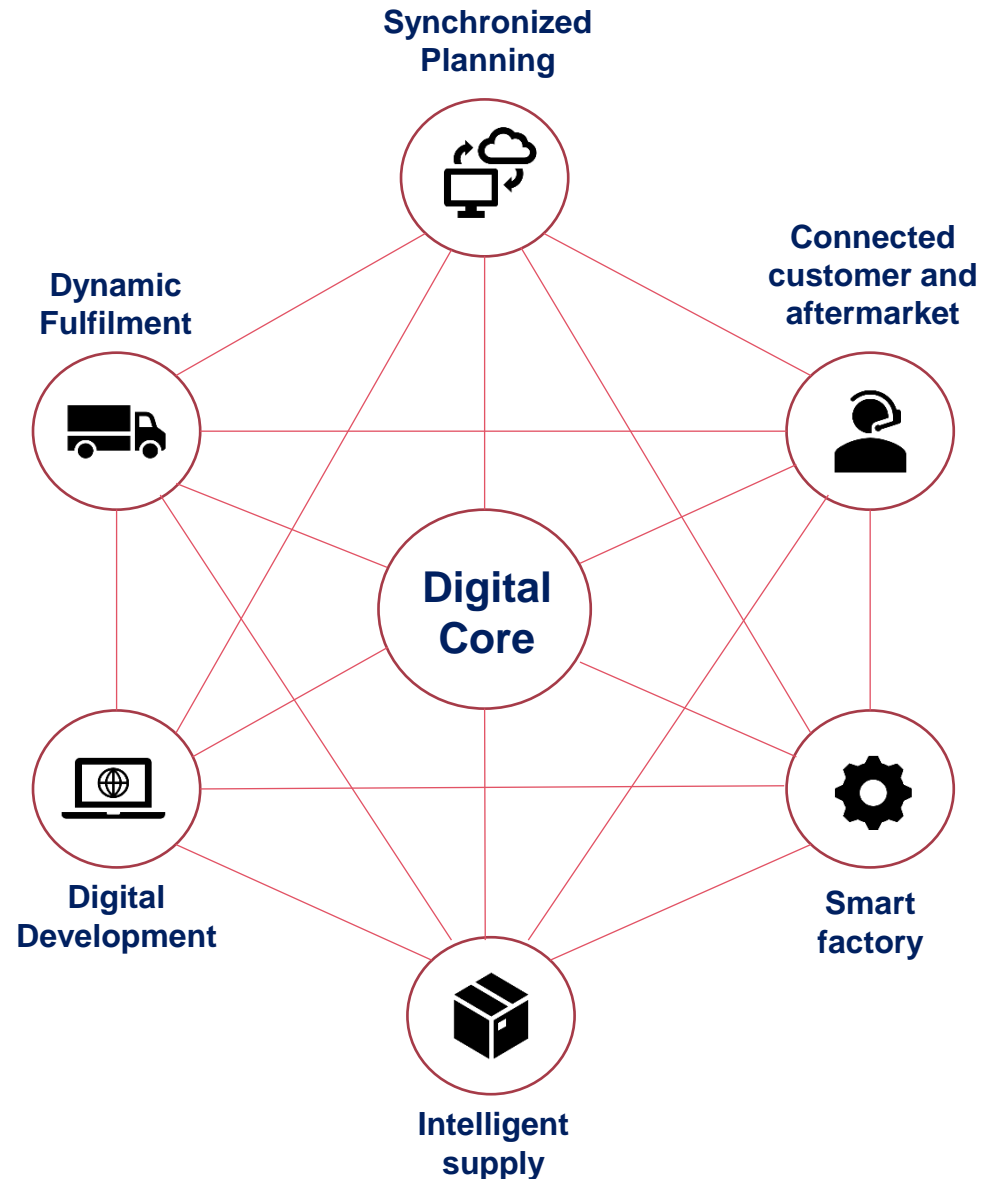 Synchronized
Planning
Connected
customer and
aftermarket
Dynamic
Fulfilment
Digital
Core
Digital
Development
Smart
factory
Intelligent
supply